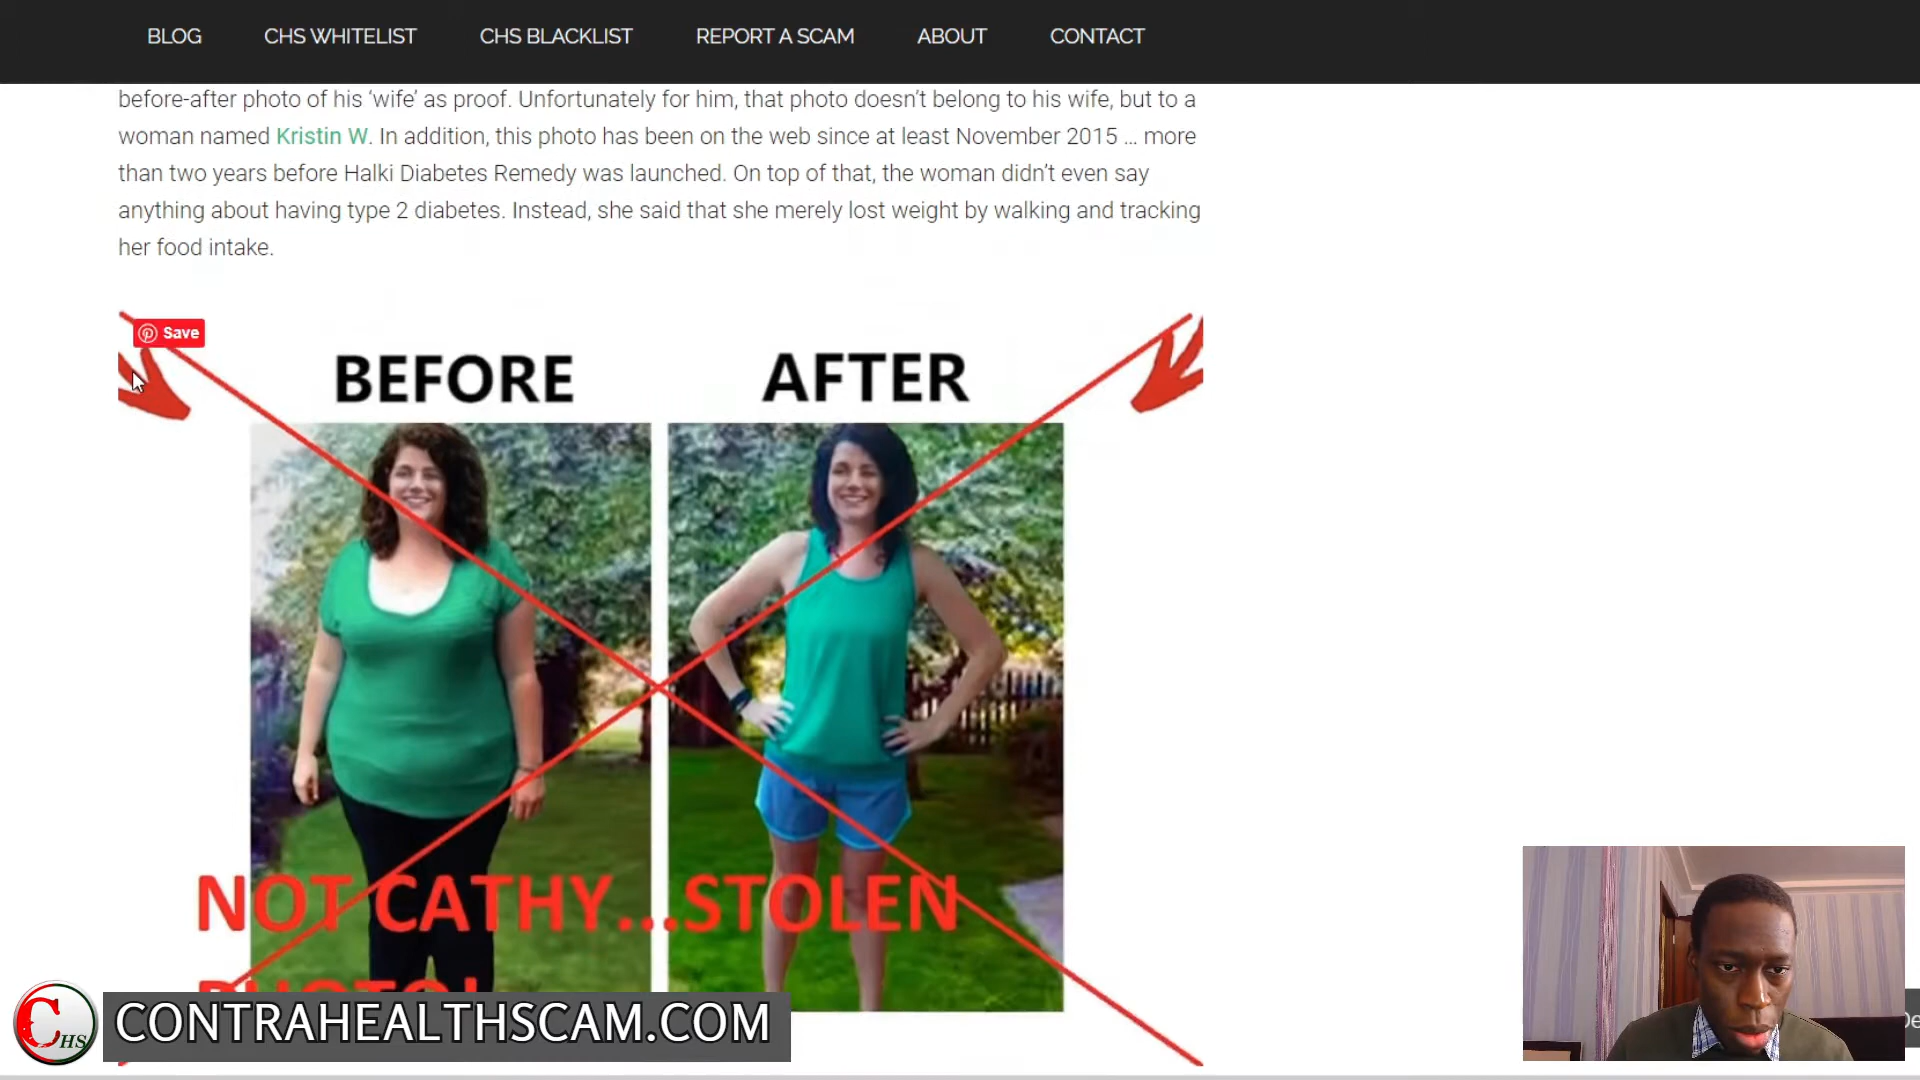 BLOG CHS WHITELIST CHS BLACKLIST REPORT A SCAM ABOUT CONTACT
before-after photo of his ‘wife’ as proof. Unfortunately for him, that photo doesn’t belong to his wife, but to a
woman named Kristin W. In addition, this photo has been on the web since at least November 2015 … more
than two years before Halki Diabetes Remedy was launched. On top of that, the woman didn’t even say
anything about having type 2 diabetes. Instead, she said that she merely lost weight by walking and tracking
her food intake.
Save
BEFORE AFTER
NOT CATHY...STOLEN
PHOTO!
CHS CONTRAHEALTHSCAM.COM